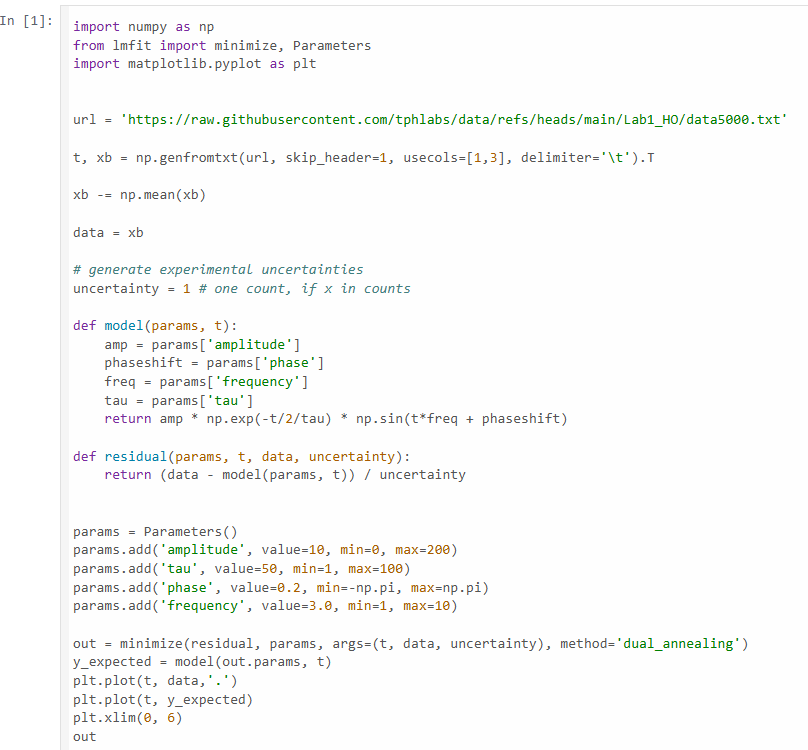 In [1]:
import numpy as np
from lmfit import minimize, Parameters
import matplotlib.pyplot as plt
url = 'https://raw.githubusercontent.com/tphlabs/data/refs/heads/main/Lab1_HO/data5000.txt'
t, xb = np.genfromtxt(url, skip_header=1, usecols=[1,3], delimiter='\t').T
xb -= np.mean(xb)
data = xb
# generate experimental uncertainties
uncertainty = 1 # one count, if x in counts
def model(params, t):
    amp = params['amplitude']
    phaseshift = params['phase']
    freq = params['frequency']
    tau = params['tau']
    return amp * np.exp(-t/2/tau) * np.sin(t*freq + phaseshift)
def residual(params, t, data, uncertainty):
    return (data - model(params, t)) / uncertainty
params = Parameters()
params.add('amplitude', value=10, min=0, max=200)
params.add('tau', value=50, min=1, max=100)
params.add('phase', value=0.2, min=-np.pi, max=np.pi)
params.add('frequency', value=3.0, min=1, max=10)
out = minimize(residual, params, args=(t, data, uncertainty), method='dual_annealing')
y_expected = model(out.params, t)
plt.plot(t, data,'.')
plt.plot(t, y_expected)
plt.xlim(0, 6)
out